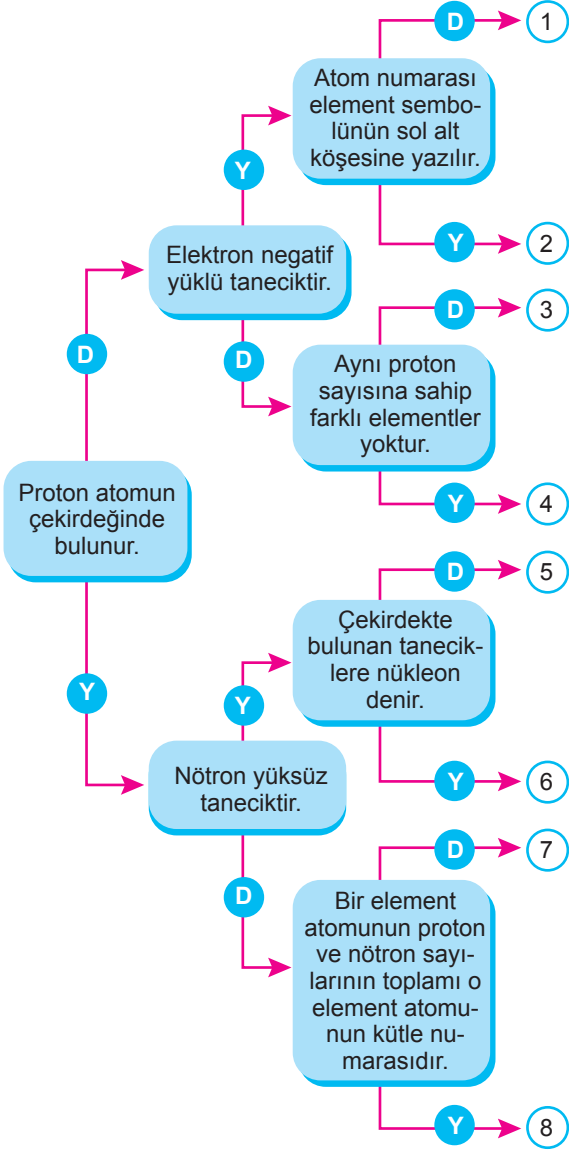 D
1
Atom numarası
element sembo-
lünün sol alt
köşesine yazılır.
Y
Y
2
Elektron negatif
yüklü taneciktir.
D
3
D
D
Aynı proton
sayısına sahip
farklı elementler
yoktur.
Y
4
Proton atomun
çekirdeğinde
bulunur.
D
5
Çekirdekte
bulunan tanecik-
lere nükleon
denir.
Y
Y
Y
6
Nötron yüksüz
taneciktir.
D
7
D
Bir element
atomunun proton
ve nötron sayı-
larının toplamı o
element atomu-
nun kütle nu-
marasıdır.
Y
8